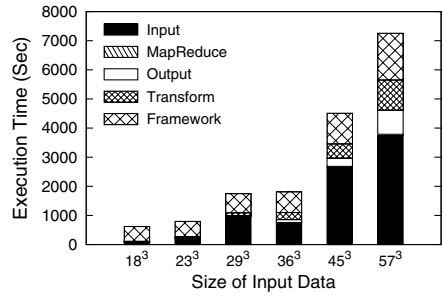 8000
7000
6000
5000
4000
3000
2000
1000
0
Execution Time (Sec)
Input
MapReduce
Output
Transform
Framework
18³ 23³ 29³ 36³ 45³ 57³
Size of Input Data